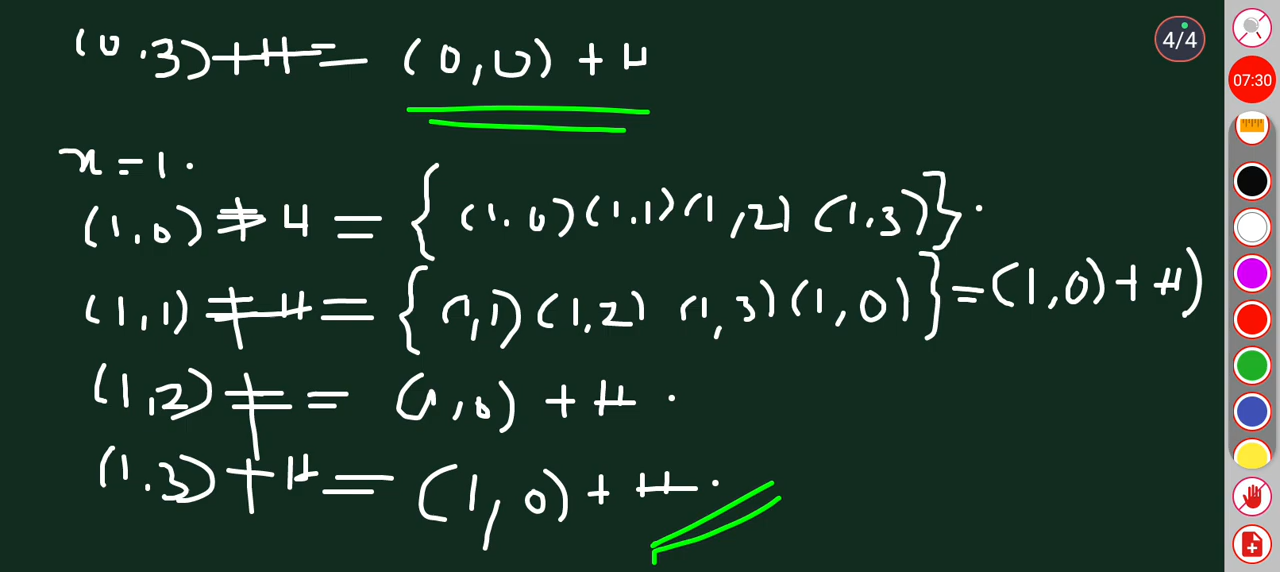 (0,3)+H= (0,0)+H
4/4
07:30
x=1.
(1,0)+H = {(1,0)(1,1)(1,2)(1,3)}.
(1,1)+H = {(1,1)(1,2)(1,3)(1,0)} = (1,0)+H)
(1,2)+= (1,0)+H.
(1,3)+H = (1,0)+H.